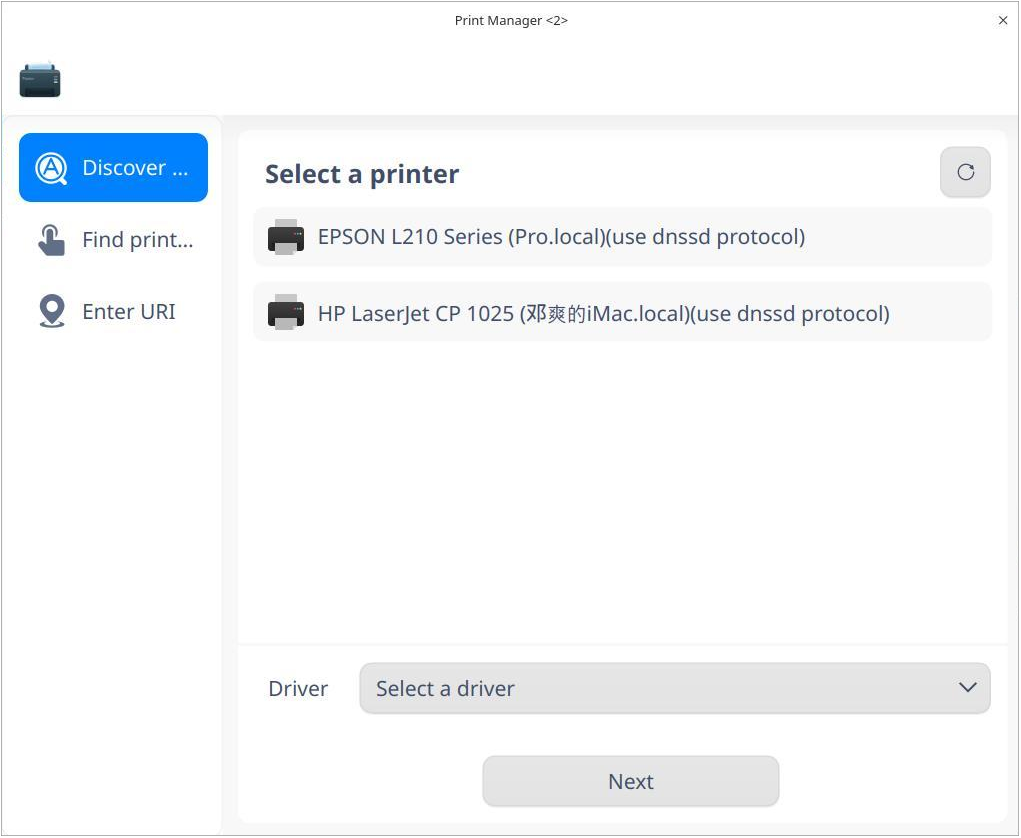 Print Manager <2>
Discover ...
Find print...
Enter URI
Select a printer
EPSON L210 Series (Pro.local)(use dnssd protocol)
HP LaserJet CP 1025 (邓爽的iMac.local)(use dnssd protocol)
Driver
Select a driver
Next